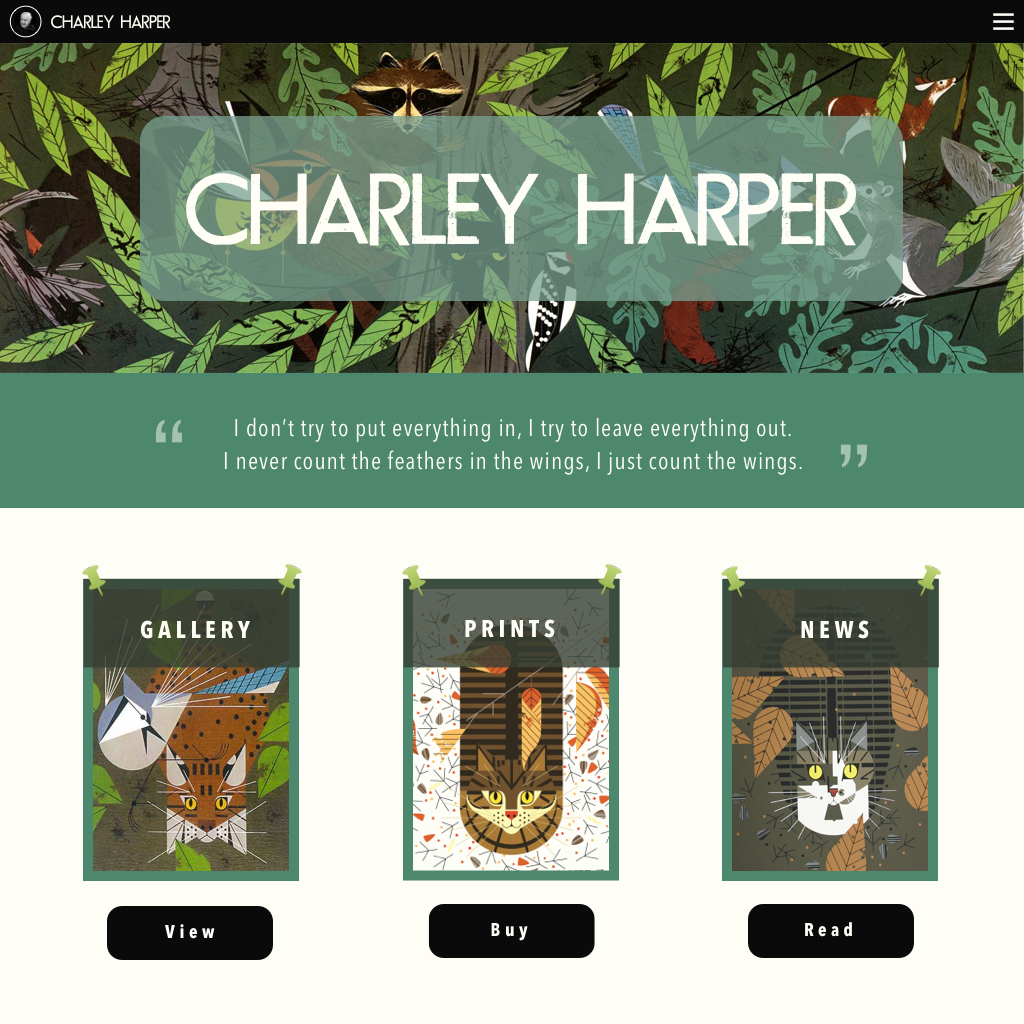 CHARLEY HARPER
CHARLEY HARPER
“ I don’t try to put everything in, I try to leave everything out.
I never count the feathers in the wings, I just count the wings. ”
GALLERY
PRINTS
NEWS
View
Buy
Read